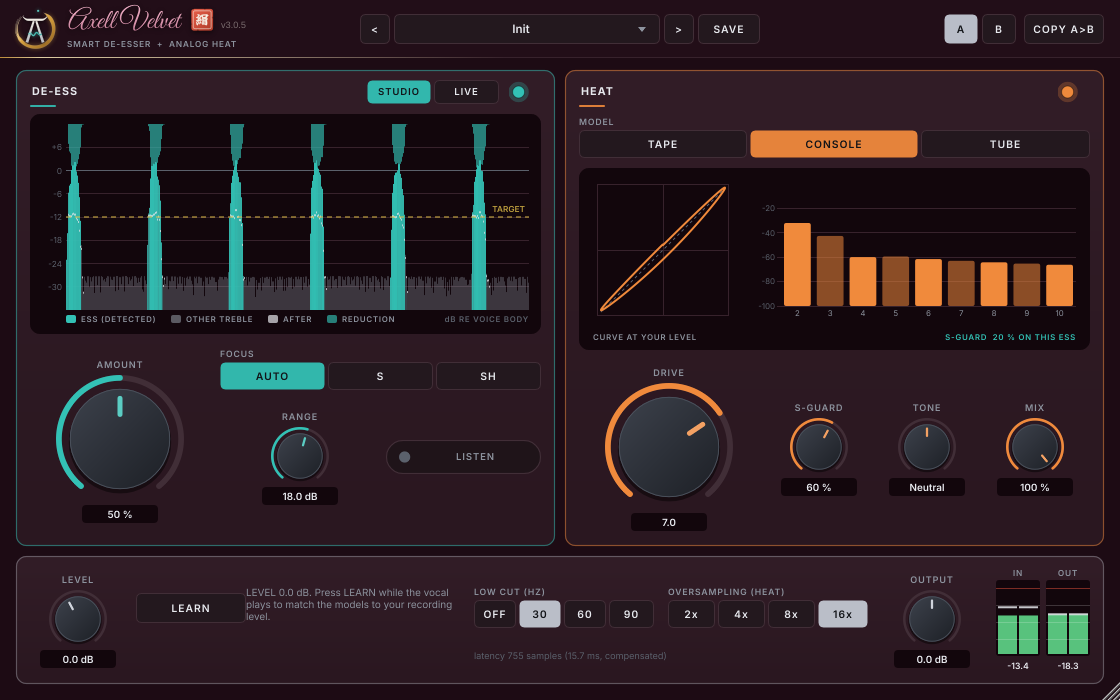 Axell Velvet 縮 v3.0.5
SMART DE-ESSER + ANALOG HEAT
< Init > SAVE
A B COPY A>B
DE-ESS STUDIO LIVE
+6
0
-6
-12
-18
-24
-30
TARGET
ESS (DETECTED) OTHER TREBLE AFTER REDUCTION dB RE VOICE BODY
AMOUNT
50 %
FOCUS
AUTO S SH
RANGE
18.0 dB
LISTEN
HEAT
MODEL
TAPE CONSOLE TUBE
-20
-40
-60
-80
-100
2 3 4 5 6 7 8 9 10
CURVE AT YOUR LEVEL S-GUARD 20 % ON THIS ESS
DRIVE
7.0
S-GUARD TONE MIX
60 % Neutral 100 %
LEVEL
0.0 dB
LEARN
LEVEL 0.0 dB. Press LEARN while the vocal
plays to match the models to your recording
level.
LOW CUT (HZ)
OFF 30 60 90
OVERSAMPLING (HEAT)
2x 4x 8x 16x
latency 755 samples (15.7 ms, compensated)
OUTPUT
0.0 dB
IN OUT
-13.4 -18.3